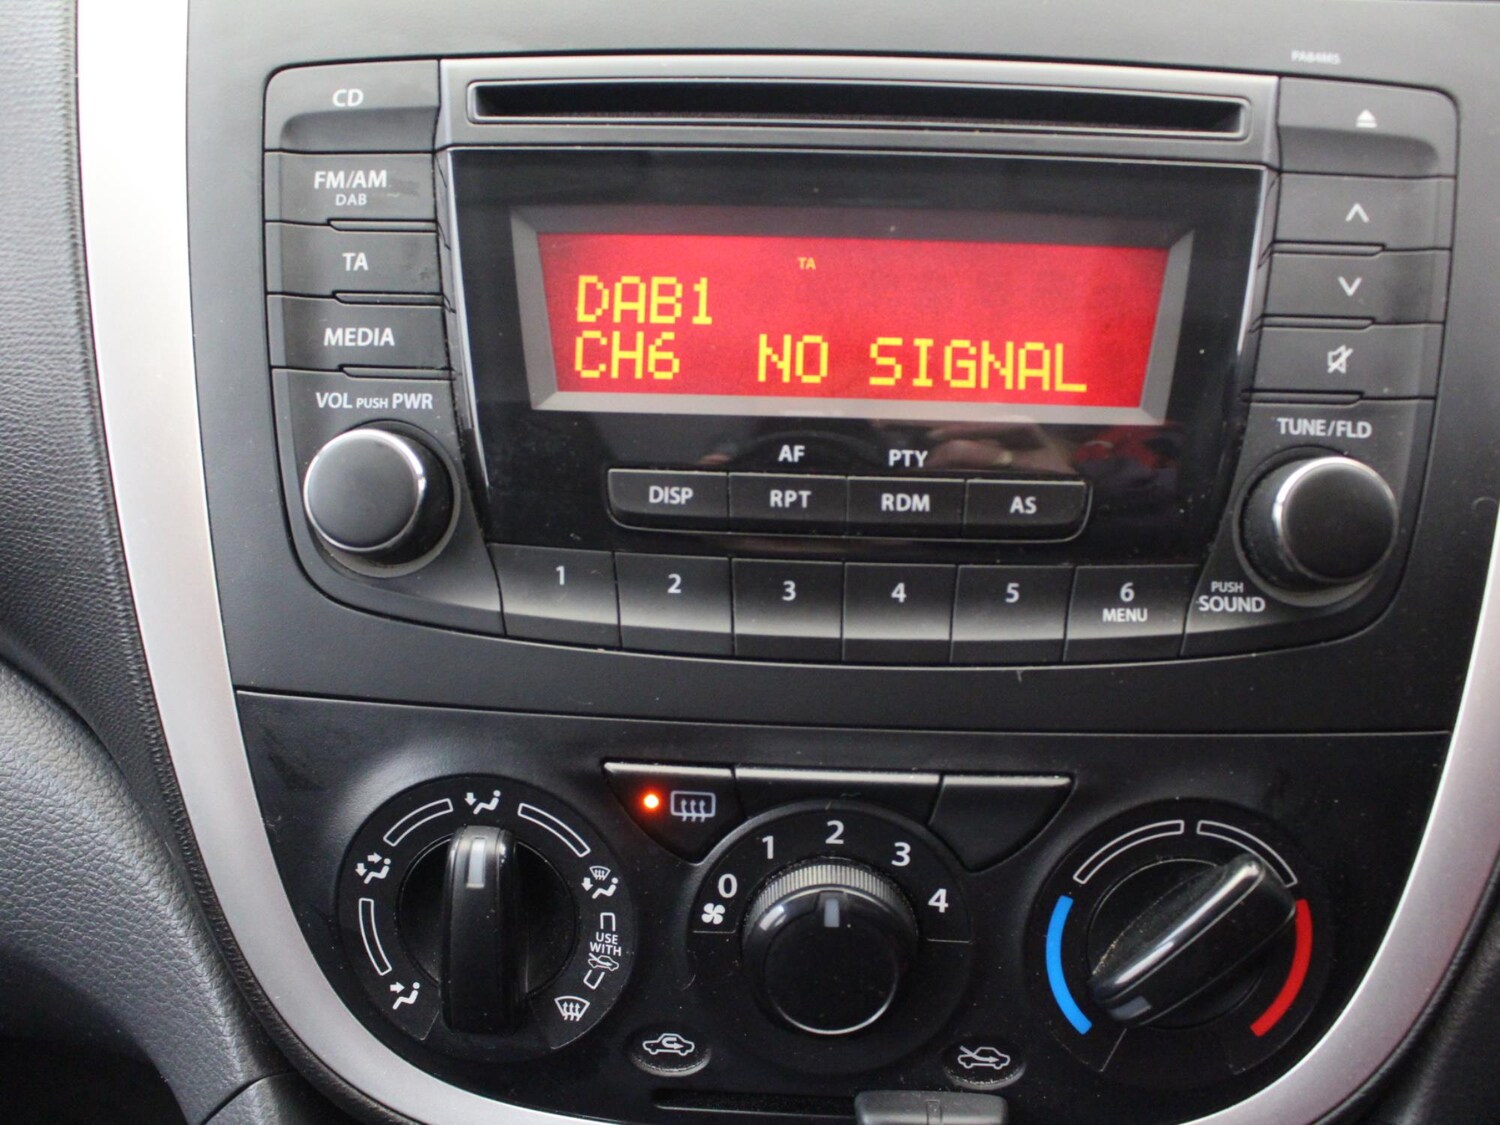 PA84885
CD
FM/AM
DAB
TA
MEDIA
VOL PUSH PWR
TA
DAB1
CH6 NO SIGNAL
AF PTY
DISP RPT RDM AS
TUNE/FLD
PUSH
SOUND
1 2 3 4 5 6
MENU
0 1 2 3 4
USE
WITH